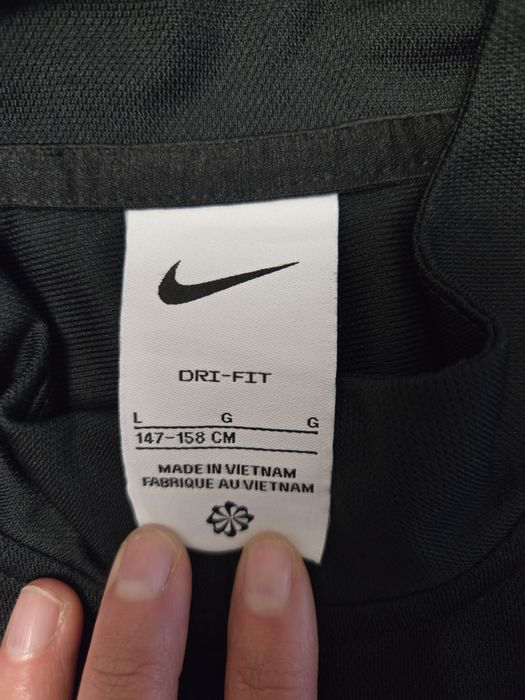 DRI-FIT
L G G
147-158 CM
MADE IN VIETNAM
FABRIQUE AU VIETNAM